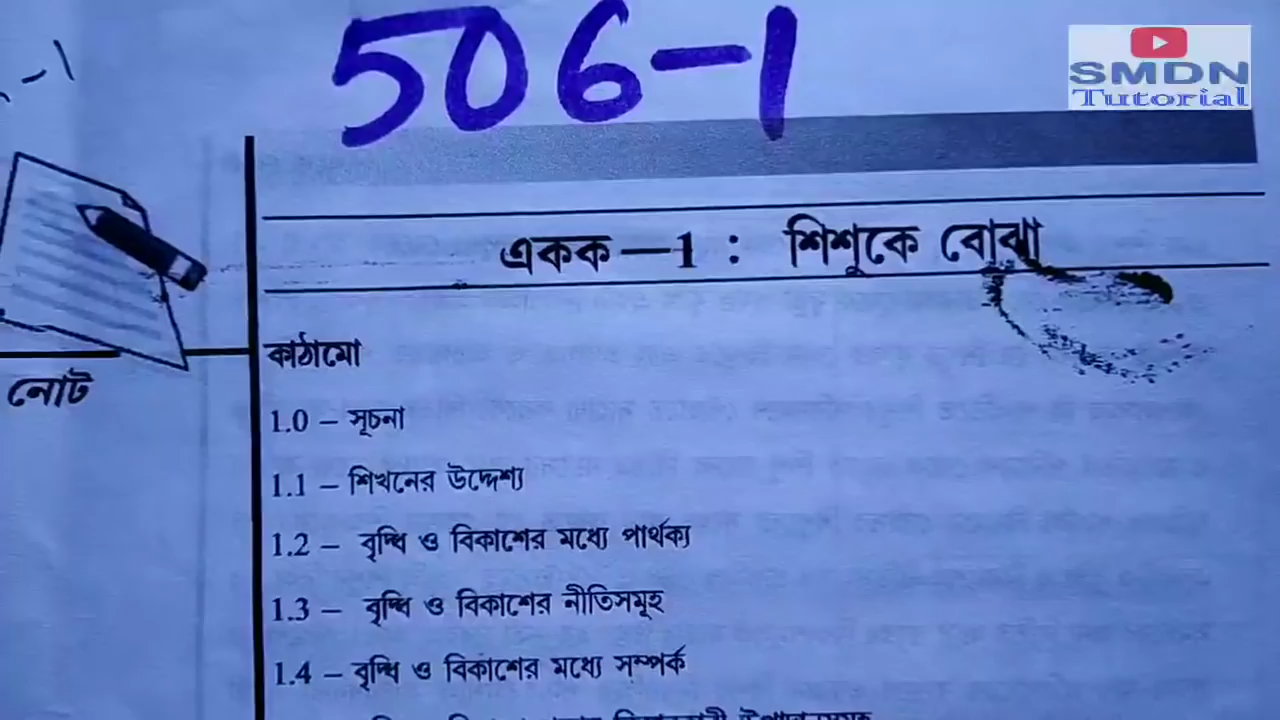 506-1
SMDN
Tutorial
একক —1 : শিশুকে বোঝা
নোট
কাঠামো
1.0 – সূচনা
1.1 – শিখনের উদ্দেশ্য
1.2 – বৃদ্ধি ও বিকাশের মধ্যে পার্থক্য
1.3 – বৃদ্ধি ও বিকাশের নীতিসমূহ
1.4 – বৃদ্ধি ও বিকাশের মধ্যে সম্পর্ক